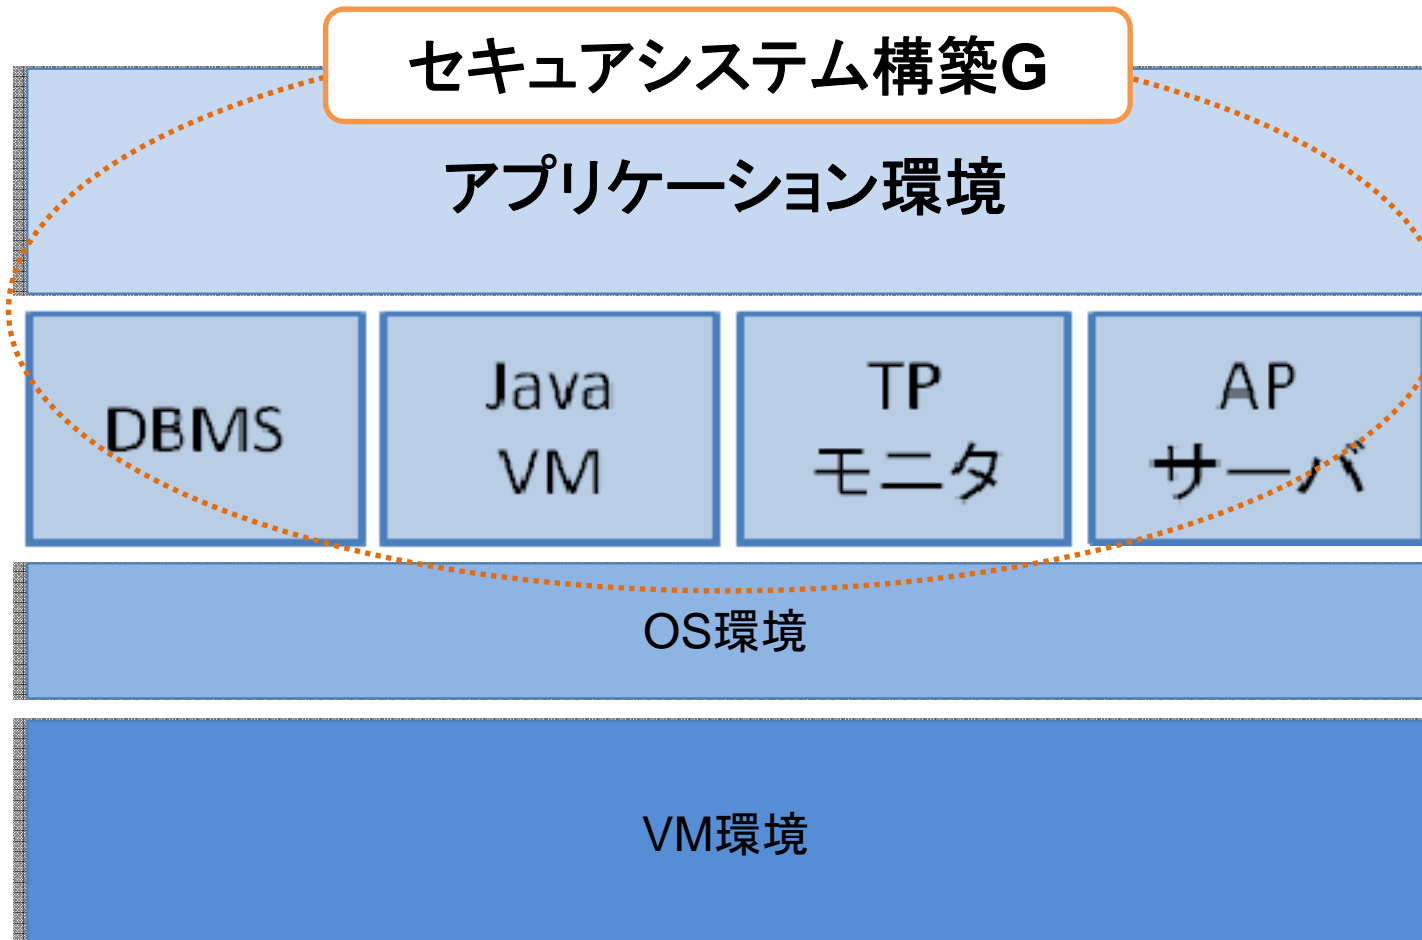 セキュアシステム構築G
アプリケーション環境
DBMS
Java
VM
TP
モニタ
AP
サーバ
OS環境
VM環境